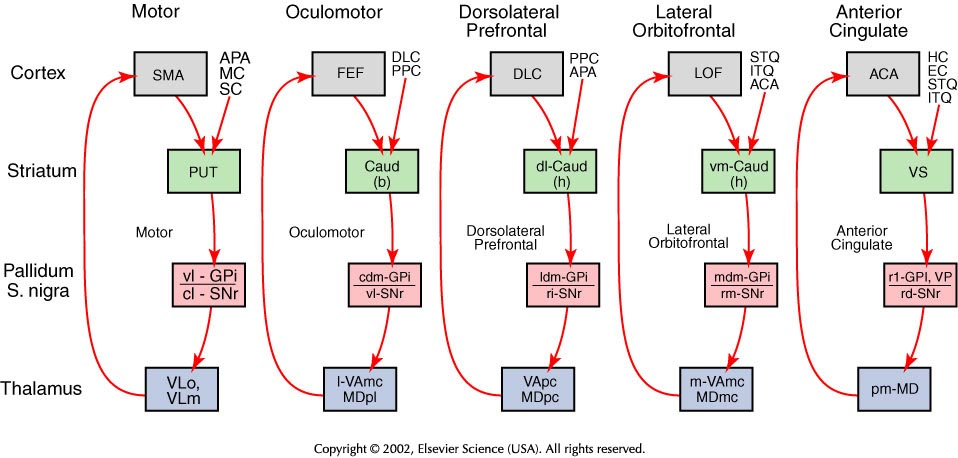 Motor
Oculomotor
Dorsolateral
Prefrontal
Lateral
Orbitofrontal
Anterior
Cingulate
Cortex
SMA
APA
MC
SC
FEF
DLC
PPC
DLC
PPC
APA
LOF
STQ
ITQ
ACA
ACA
HC
EC
STQ
ITQ
Striatum
PUT
Caud
(b)
dl-Caud
(h)
vm-Caud
(h)
VS
Motor
Oculomotor
Dorsolateral
Prefrontal
Lateral
Orbitofrontal
Anterior
Cingulate
Pallidum
S. nigra
vl - GPi
cl - SNr
cdm-GPi
vl-SNr
ldm-GPi
ri-SNr
mdm-GPi
rm-SNr
r1-GPI, VP
rd-SNr
Thalamus
VLo,
VLm
l-VAmc
MDpl
VApc
MDpc
m-VAmc
MDmc
pm-MD
Copyright © 2002, Elsevier Science (USA). All rights reserved.